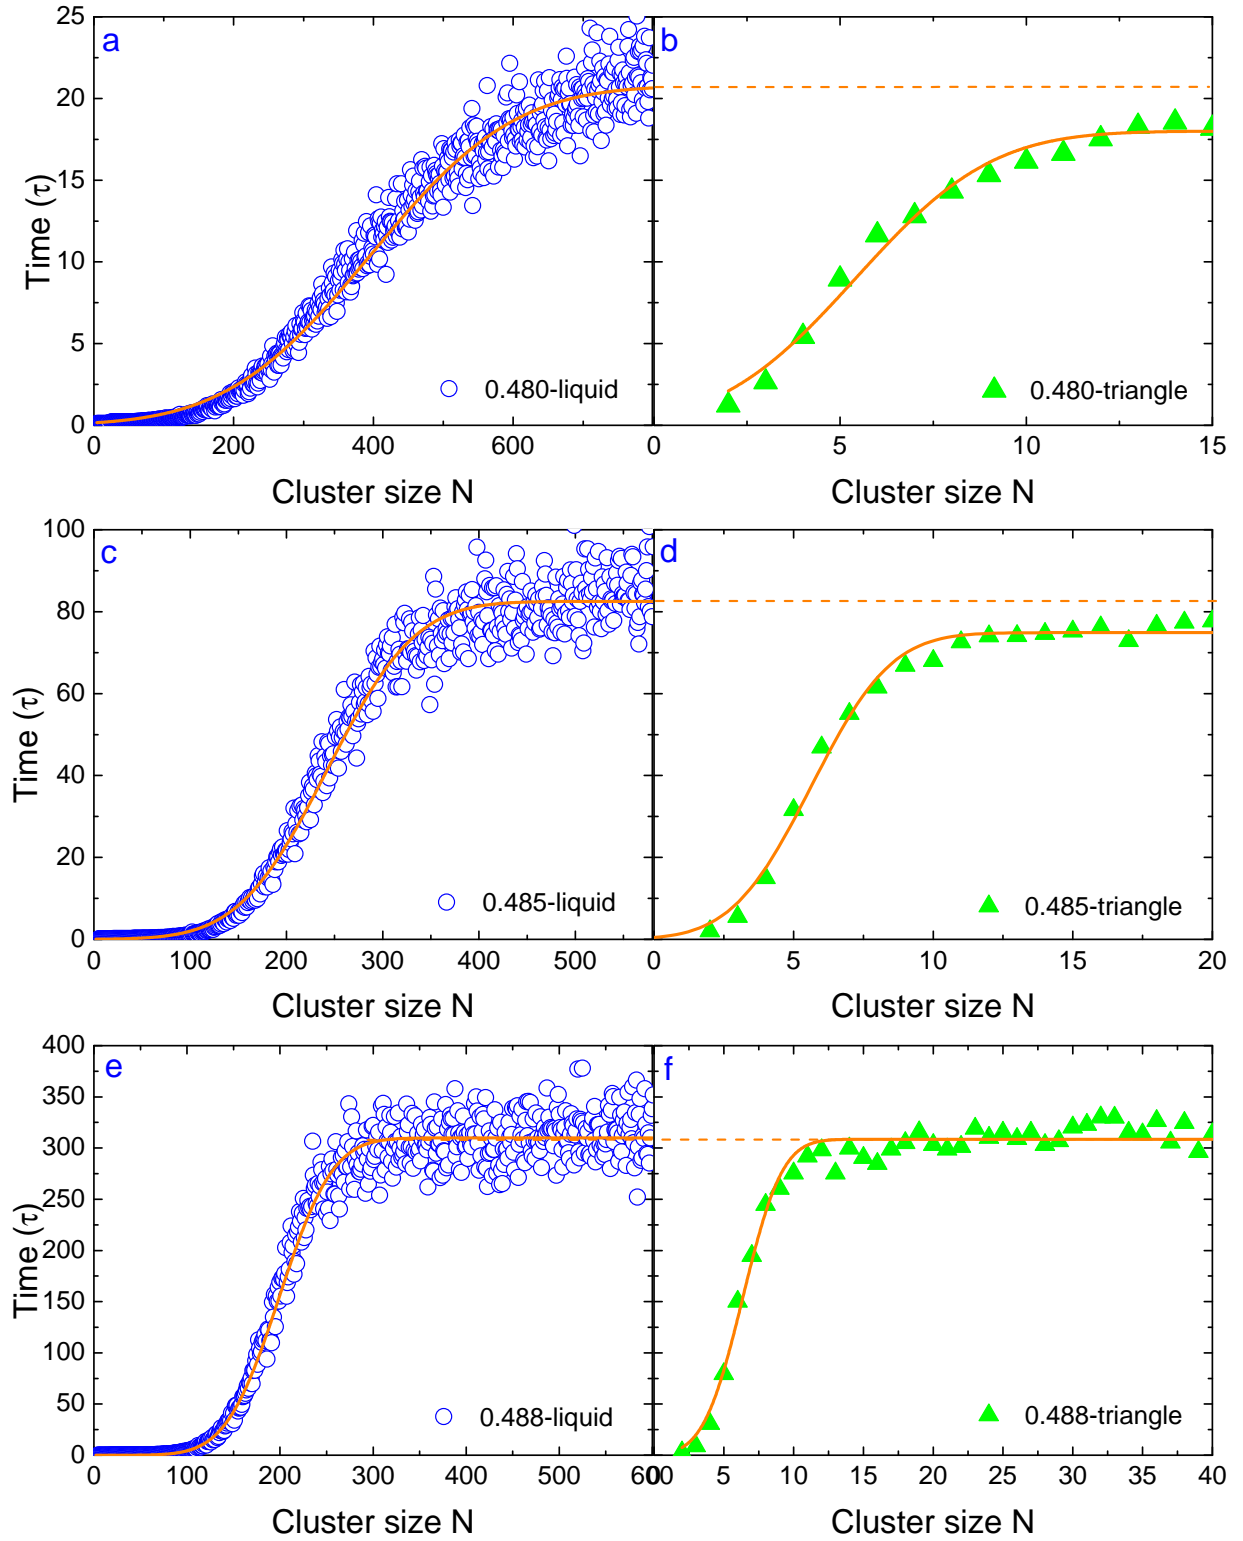 a
b
25
20
15
10
5
0
Time (τ)
0.480-liquid
0.480-triangle
0 200 400 600 0 5 10 15
Cluster size N
Cluster size N
c
d
100
80
60
40
20
0
Time (τ)
0.485-liquid
0.485-triangle
0 100 200 300 400 500 0 5 10 15 20
Cluster size N
Cluster size N
e
f
400
350
300
250
200
150
100
50
0
Time (τ)
0.488-liquid
0.488-triangle
0 100 200 300 400 500 600 0 5 10 15 20 25 30 35 40
Cluster size N
Cluster size N